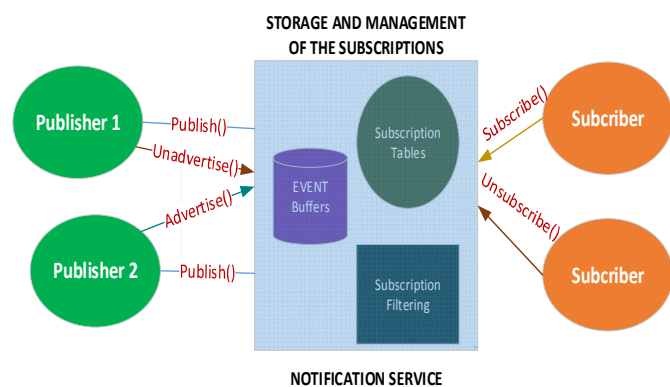 STORAGE AND MANAGEMENT
OF THE SUBSCRIPTIONS
Publisher 1
Publish()
Unadvertise()
Advertise()
Publisher 2
Publish()
EVENT
Buffers
Subscription
Tables
Subscription
Filtering
Subscribe()
Subcriber
Unsubscribe()
Subcriber
NOTIFICATION SERVICE